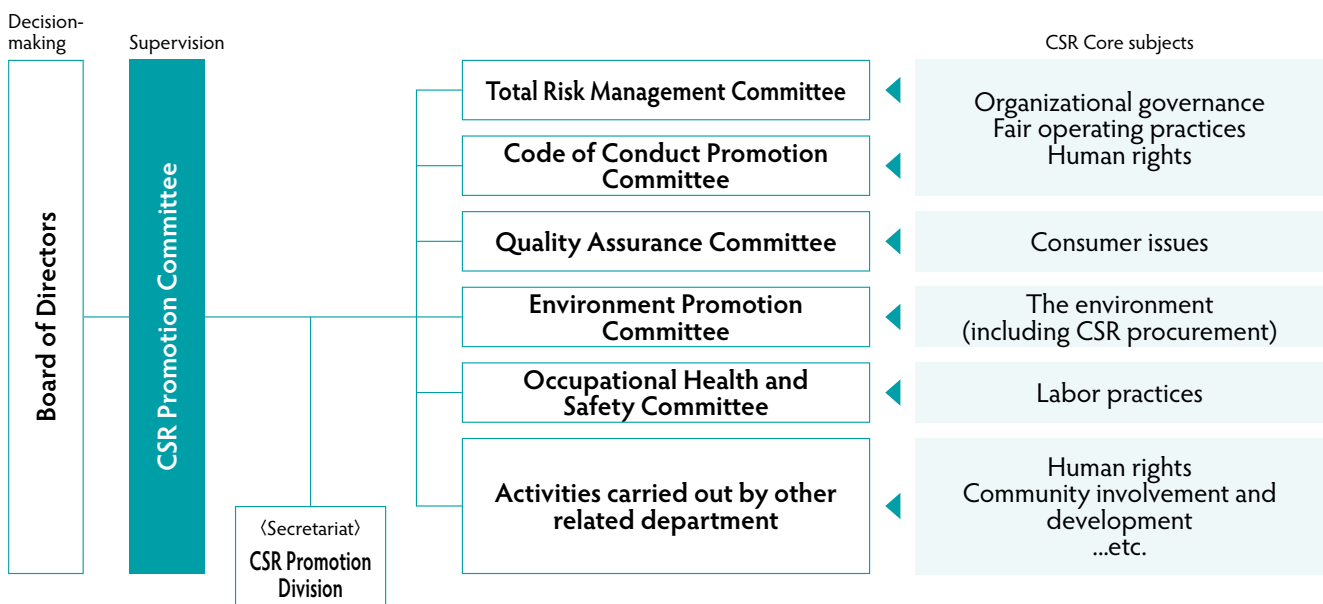 Decision-
making
Supervision
CSR Core subjects
Board of Directors
CSR Promotion Committee
〈Secretariat〉
CSR Promotion
Division
Total Risk Management Committee
Code of Conduct Promotion
Committee
Quality Assurance Committee
Environment Promotion
Committee
Occupational Health and
Safety Committee
Activities carried out by other
related department
Organizational governance
Fair operating practices
Human rights
Consumer issues
The environment
(including CSR procurement)
Labor practices
Human rights
Community involvement and
development
...etc.